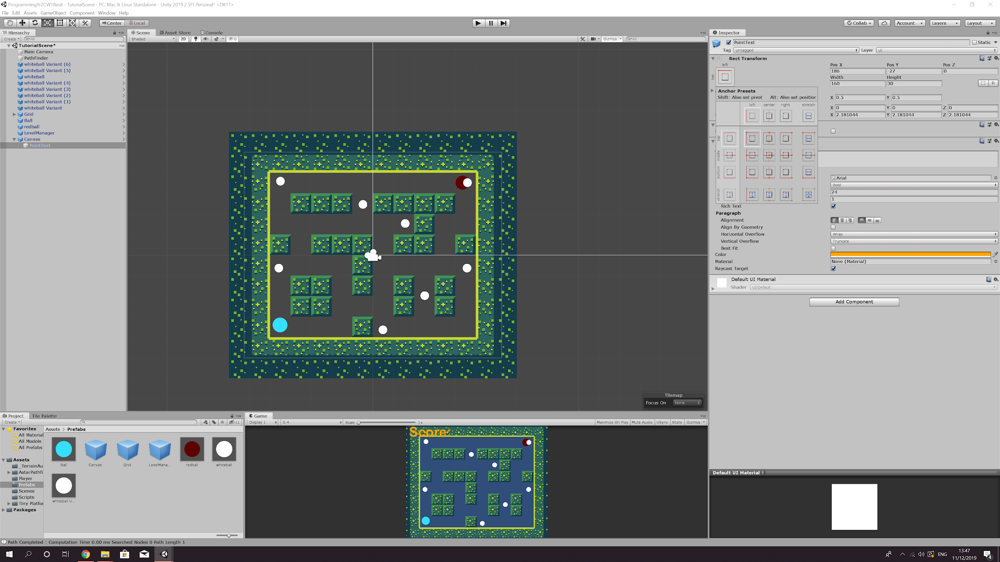 ProgrammingYr2CW1Resit - TutorialScene - PC, Mac & Linux Standalone - Unity 2019.2.5f1 Personal* <DX11>
File Edit Assets GameObject Component Window Help
Center Local
Collab Account Layers Layout
Hierarchy
Scene Asset Store Console
Inspector
Create All
Shaded 2D 0 Gizmos All
TutorialScene*
Main Camera
PathFinder
whiteball Variant (6)
whiteball Variant (5)
whiteball
whiteball Variant (4)
whiteball Variant (3)
whiteball Variant (2)
whiteball Variant (1)
whiteball Variant
Grid
Ball
redball
LevelManager
Canvas
PointText
PointText Static
Tag Untagged Layer UI
Rect Transform
left
top
Pos X Pos Y Pos Z
186 -27 0
Width Height
160 30 R
Anchor Presets
Shift: Also set pivot Alt: Also set position
left center right stretch
top
middle
bottom
stretch
X 0.5 Y 0.5
X 0 Y 0 Z 0
X 2.181044 Y 2.181044 Z 2.181044
Arial
Bold
24
1
Rich Text
Paragraph
Alignment
Align By Geometry
Horizontal Overflow Wrap
Vertical Overflow Truncate
Best Fit
Color
Material None (Material)
Raycast Target
Default UI Material
Shader UI/Default
Add Component
Tilemap
Focus On None
Project Tile Palette
Create 11
Favorites
All Material
All Models
All Prefabs
Assets
_TerrainAu
AstarPathfi
Player
Prefabs
Scenes
Scripts
Tiny Platfor
Packages
Assets > Prefabs
Ball Canvas Grid LevelMana... redball whiteball
whiteball V...
Game
Display 1 5:4 Scale 1x Maximize On Play Mute Audio VSync Stats Gizmos
Score:
Default UI Material
Path Completed : Computation Time 0.00 ms Searched Nodes 0 Path Length 1
ENG
13:47
11/12/2019
4